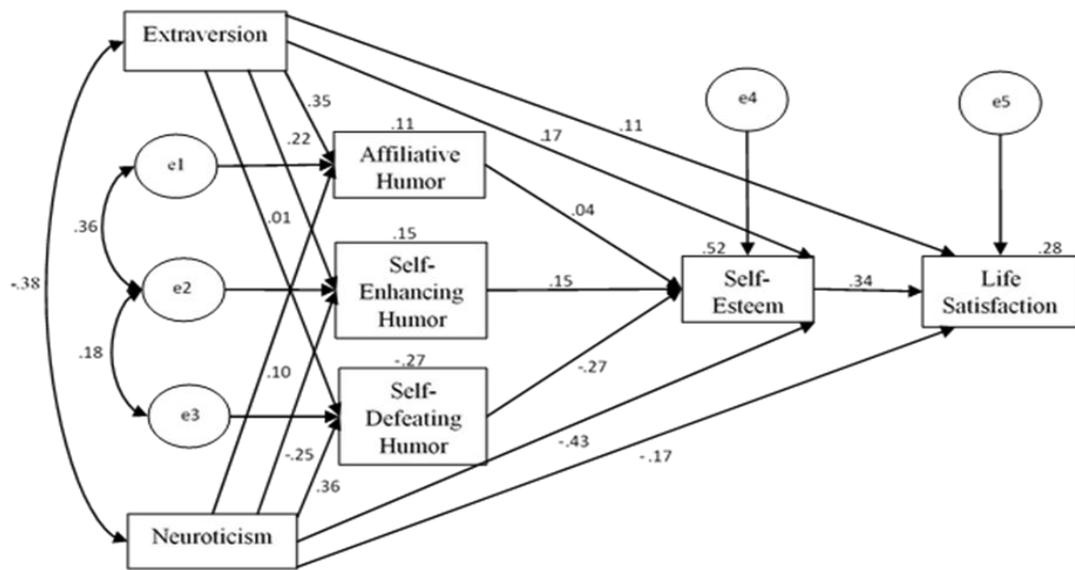 Extraversion
e4
e5
.35
.11
.17
.11
.22
e1
Affiliative
Humor
.36
.01
.04
.15
.52
.28
-.38
e2
Self-
Enhancing
Humor
.15
Self-
Esteem
.34
Life
Satisfaction
.18
.10
-.27
-.27
e3
Self-
Defeating
Humor
-.25
-.43
-.17
.36
Neuroticism